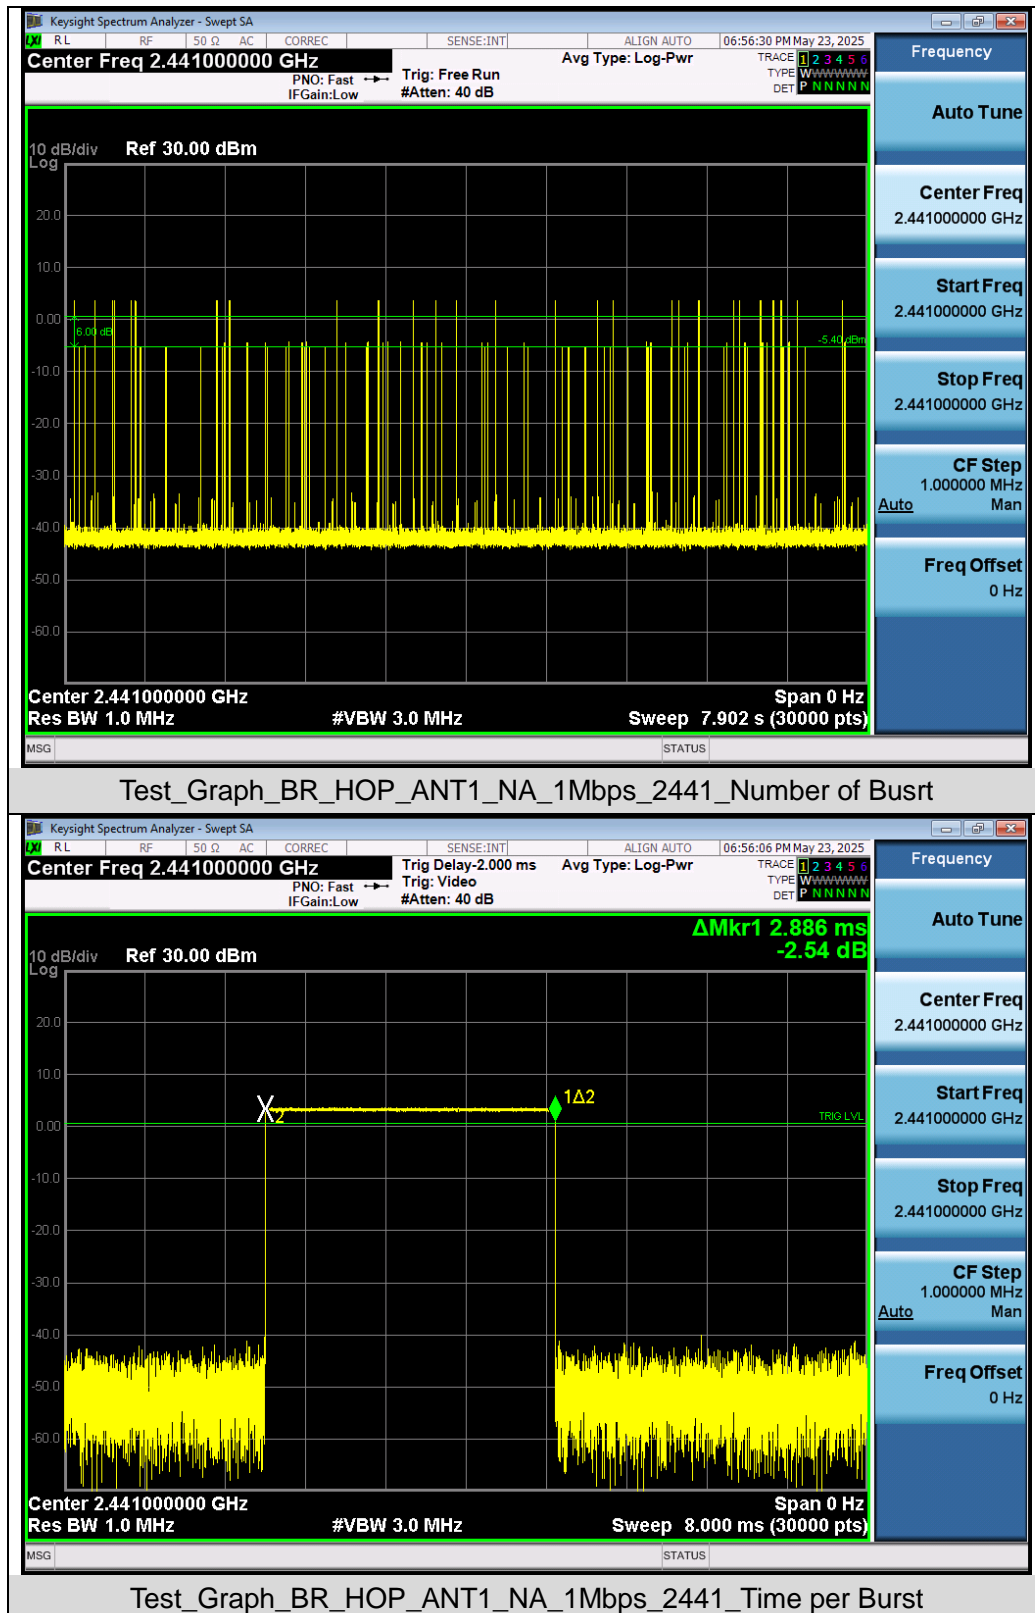 Keysight Spectrum Analyzer - Swept SA
LXI RL RF 50 Ω AC CORREC SENSE:INT ALIGN AUTO 06:56:30 PM May 23, 2025
Center Freq 2.441000000 GHz
PNO: Fast
IFGain:Low
Trig: Free Run
#Atten: 40 dB
Avg Type: Log-Pwr
TRACE 1 2 3 4 5 6
TYPE WWWWWW
DET P N N N N N
Frequency
Auto Tune
Center Freq
2.441000000 GHz
Start Freq
2.441000000 GHz
Stop Freq
2.441000000 GHz
CF Step
1.000000 MHz
Auto Man
Freq Offset
0 Hz
10 dB/div Ref 30.00 dBm
Log
20.0
10.0
0.00
6.00 dB
-5.40 dBm
-10.0
-20.0
-30.0
-40.0
-50.0
-60.0
Center 2.441000000 GHz Span 0 Hz
Res BW 1.0 MHz #VBW 3.0 MHz Sweep 7.902 s (30000 pts)
MSG STATUS
Test_Graph_BR_HOP_ANT1_NA_1Mbps_2441_Number of Busrt
Keysight Spectrum Analyzer - Swept SA
LXI RL RF 50 Ω AC CORREC SENSE:INT ALIGN AUTO 06:56:06 PM May 23, 2025
Center Freq 2.441000000 GHz
PNO: Fast
IFGain:Low
Trig Delay-2.000 ms
Trig: Video
#Atten: 40 dB
Avg Type: Log-Pwr
TRACE 1 2 3 4 5 6
TYPE WWWWWW
DET P N N N N N
Frequency
Auto Tune
Center Freq
2.441000000 GHz
Start Freq
2.441000000 GHz
Stop Freq
2.441000000 GHz
CF Step
1.000000 MHz
Auto Man
Freq Offset
0 Hz
ΔMkr1 2.886 ms
-2.54 dB
10 dB/div Ref 30.00 dBm
Log
20.0
10.0
1Δ2
X2
TRIG LVL
0.00
-10.0
-20.0
-30.0
-40.0
-50.0
-60.0
Center 2.441000000 GHz Span 0 Hz
Res BW 1.0 MHz #VBW 3.0 MHz Sweep 8.000 ms (30000 pts)
MSG STATUS
Test_Graph_BR_HOP_ANT1_NA_1Mbps_2441_Time per Burst